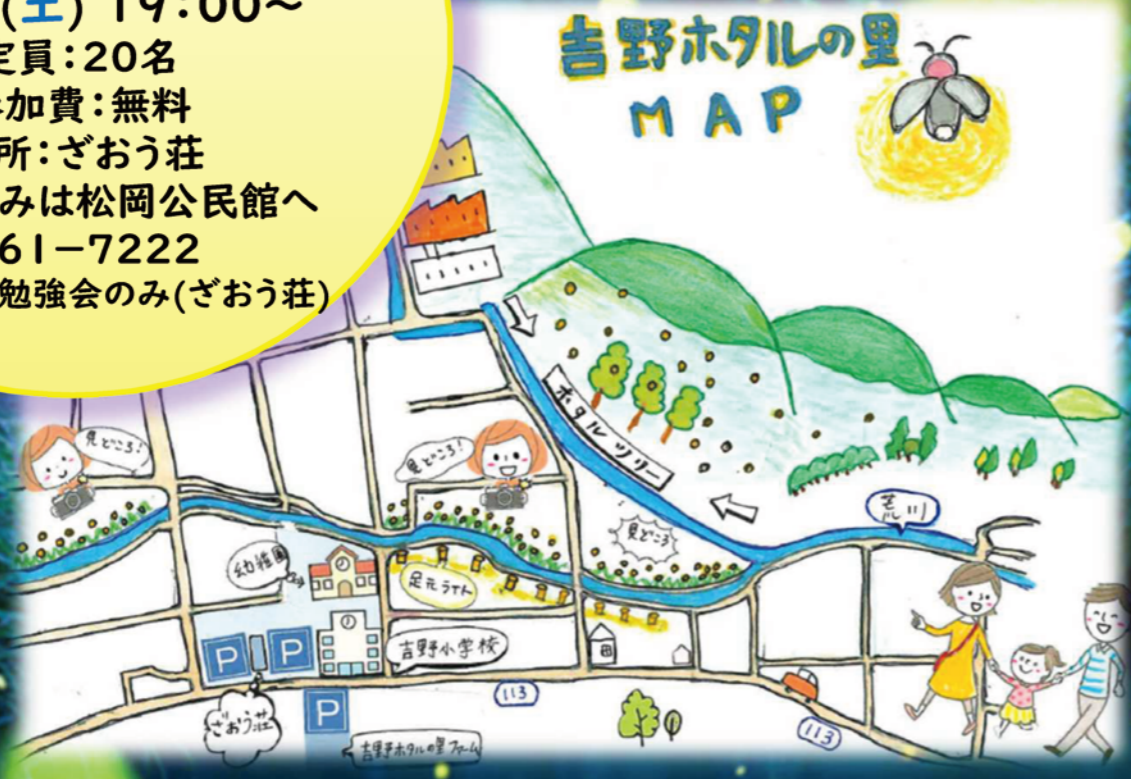 (土) 19:00〜
定員:20名
参加費:無料
所:ざおう荘
みは松岡公民館へ
61-7222
勉強会のみ(ざおう荘)
吉野ホタルの里
MAP
ホタルツリー
見どころ!
見どころ!
見どころ
荒川
幼稚園
足元ライト
吉野小学校
P
P
ざおう荘
P
113
113
吉野ホタルの里ファーム